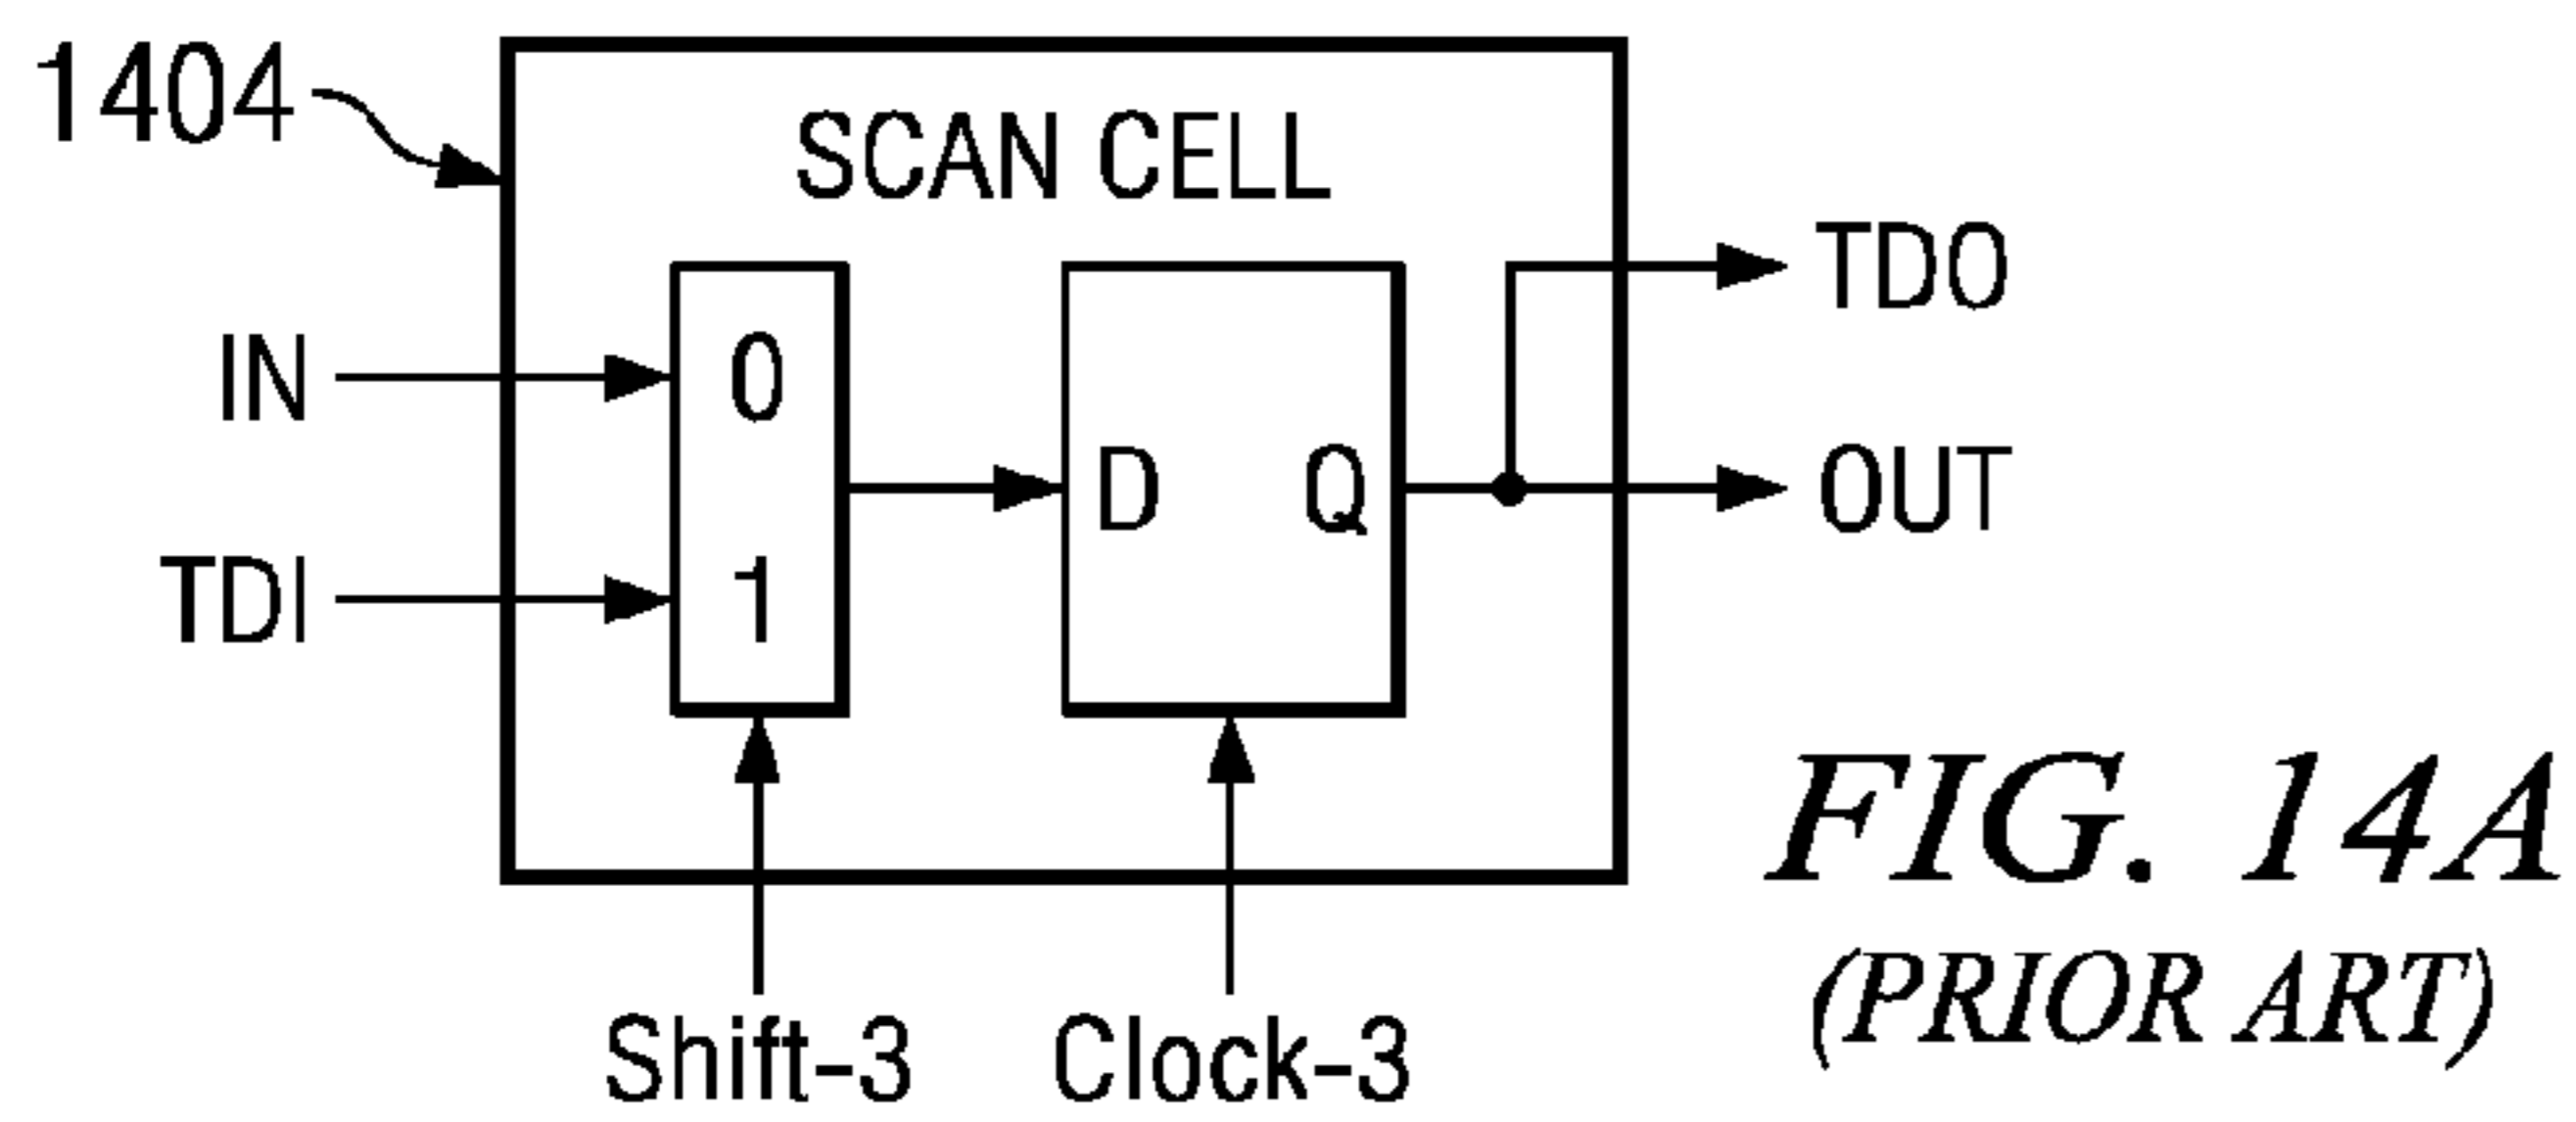 1404
SCAN CELL
TDO
IN
0
D
Q
OUT
TDI
1
Shift-3
Clock-3
FIG. 14A
(PRIOR ART)